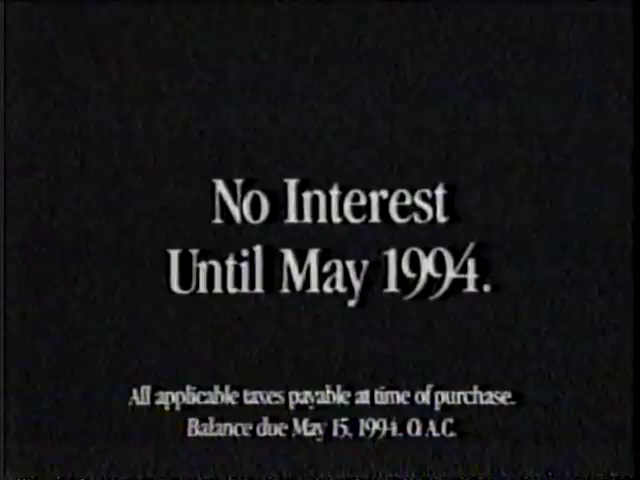 No Interest
Until May 1994.
All applicable taxes payable at time of purchase.
Balance due May 15, 1994. O.A.C.